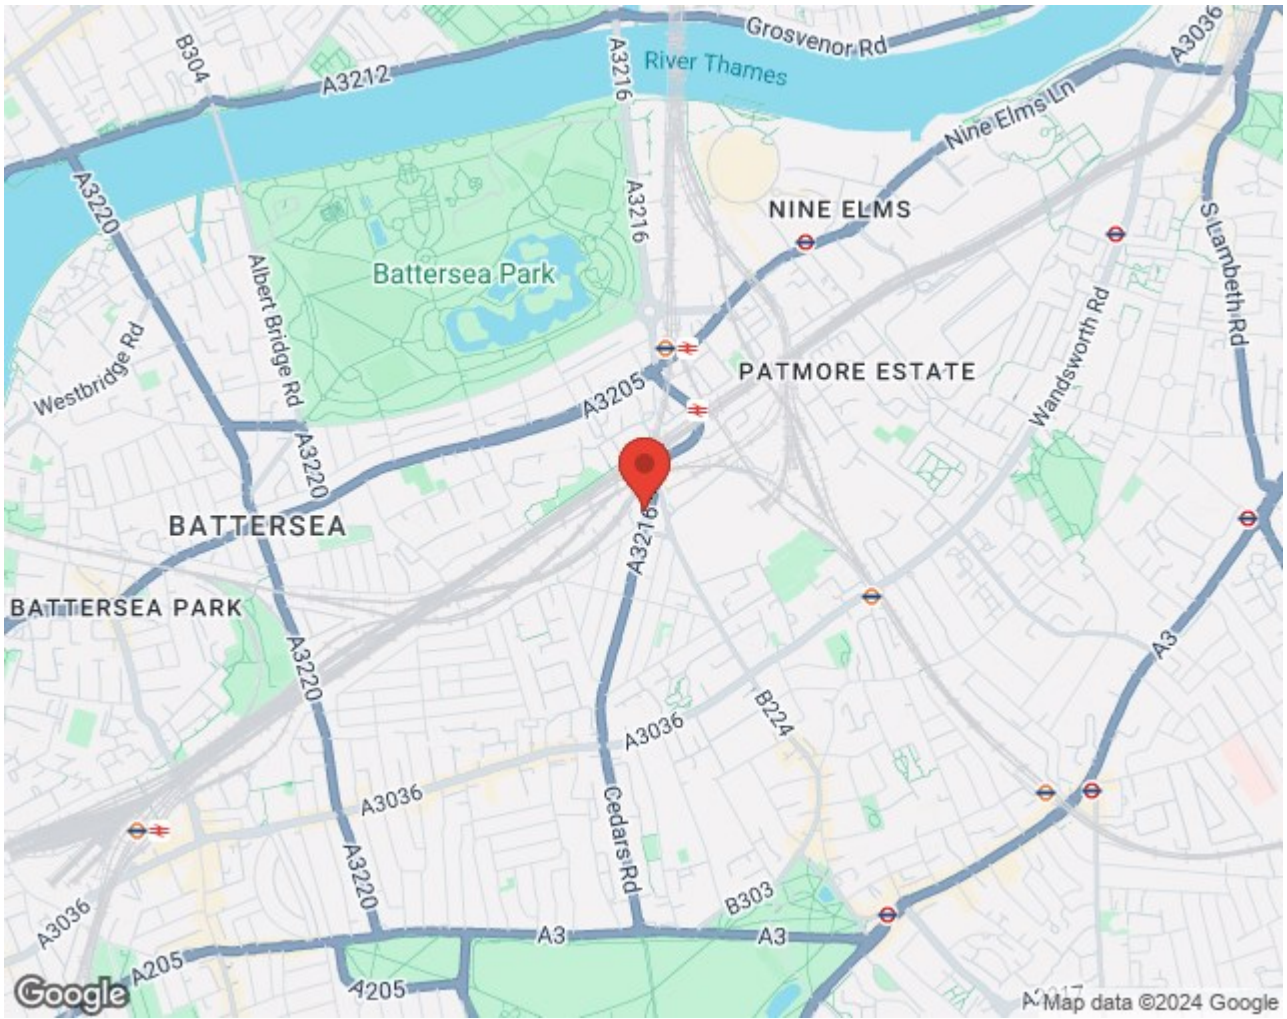 A3036
Grosvenor Rd
B304
A3216
River Thames
A3212
Nine Elms Ln
A3220
A3216
NINE ELMS
S Lambeth Rd
Albert Bridge Rd
Battersea Park
Wandsworth Rd
Westbridge Rd
PATMORE ESTATE
A3205
A3220
BATTERSEA
A3216
BATTERSEA PARK
A3
A3220
B224
A3036
A3036
Cedars Rd
A3220
B303
A3036
A3
A3
A205
A205
Google
Map data ©2024 Google